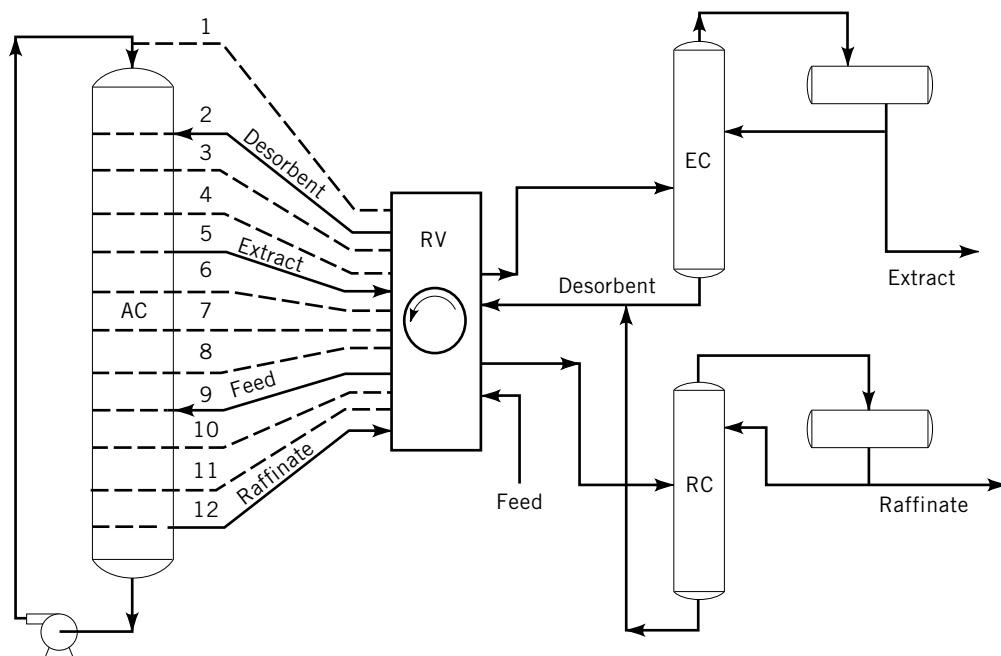 1
2
Desorbent
3
4
5
Extract
6
AC
7
8
9
Feed
10
11
Raffinate
12
RV
EC
Desorbent
Extract
Feed
RC
Raffinate